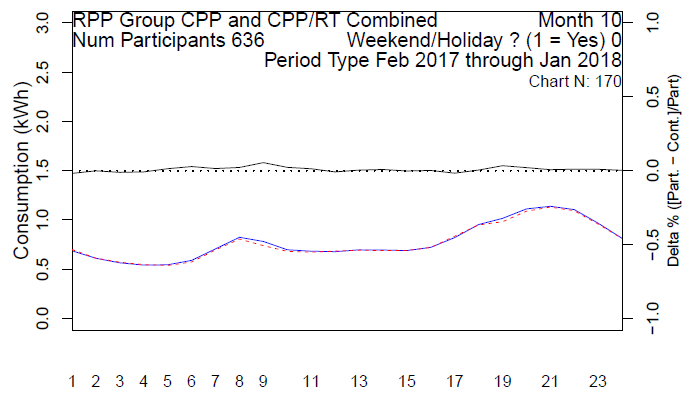 RPP Group CPP and CPP/RT Combined Month 10
Num Participants 636 Weekend/Holiday ? (1 = Yes) 0
Period Type Feb 2017 through Jan 2018
Chart N: 170
Consumption (kWh)
3.0
2.5
2.0
1.5
1.0
0.5
0.0
1.0
0.5
0.0
−0.5
−1.0
Delta % ([Part. − Cont.]/Part)
1 2 3 4 5 6 7 8 9 11 13 15 17 19 21 23